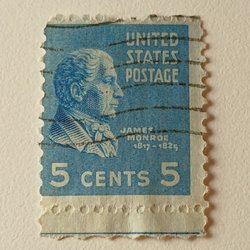 UNITED
STATES
POSTAGE
JAMES
MONROE
1817-1825
5 CENTS 5